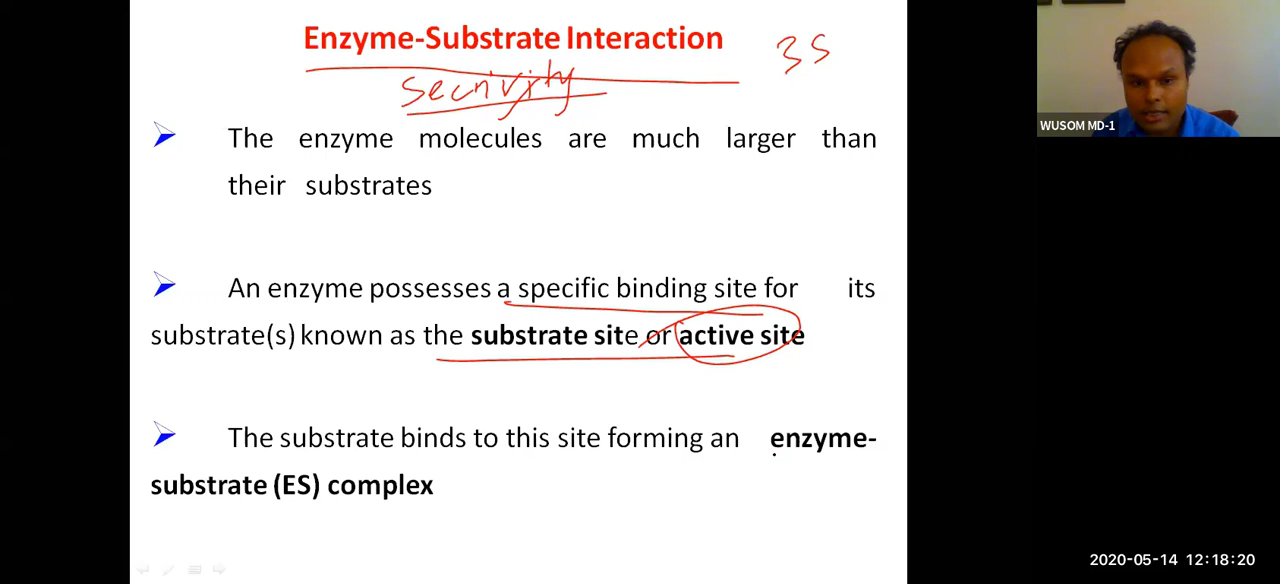 Enzyme-Substrate Interaction
3S
The enzyme molecules are much larger than
their substrates
An enzyme possesses a specific binding site for its
substrate(s) known as the substrate site or active site
The substrate binds to this site forming an enzyme-
substrate (ES) complex
WUSOM MD-1
2020-05-14 12:18:20